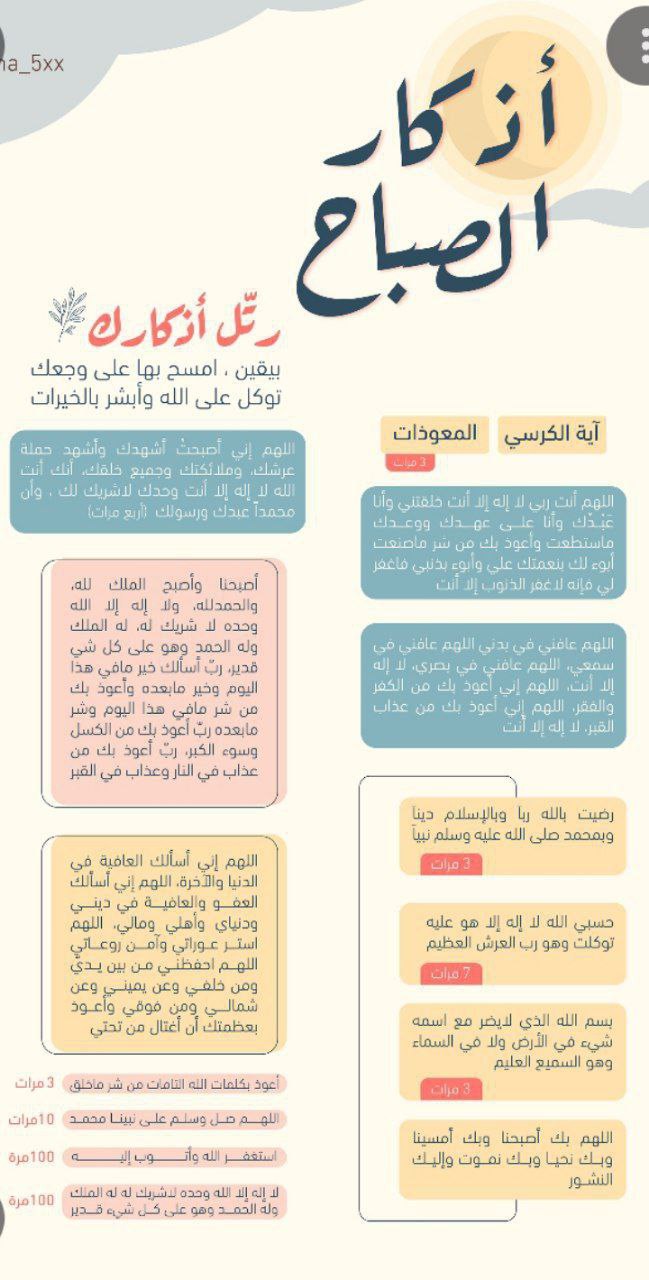 na_5xx
أذكار
الصباح
رتّل أذكارك
بيقين ، امسح بها على وجعك
توكل على الله وأبشر بالخيرات
آية الكرسي
المعوذات
3 مرات
اللهم أنت ربي لا إله إلا أنت خلقتني وأنا
عَبْدُك وأنا على عهدك ووعدك
ماستطعت وأعوذ بك من شر ماصنعت
أبوء لك بنعمتك علي وأبوء بذنبي فاغفر
لي فإنه لاغفر الذنوب إلا أنت
اللهم عافني في بدني اللهم عافني في
سمعي، اللهم عافني في بصري، لا إله
إلا أنت، اللهم إني أعوذ بك من الكفر
والفقر، اللهم إني أعوذ بك من عذاب
القبر، لا إله إلا أنت
رضيت بالله رباً وبالإسلام ديناً
وبمحمد صلى الله عليه وسلم نبياً
3 مرات
حسبي الله لا إله إلا هو عليه
توكلت وهو رب العرش العظيم
7 مرات
بسم الله الذي لايضر مع اسمه
شيء في الأرض ولا في السماء
وهو السميع العليم
3 مرات
اللهم بك أصبحنا وبك أمسينا
وبك نحيا وبك نموت وإليك
النشور
اللهم إني أصبحتُ أشهدك وأشهد حملة
عرشك، وملائكتك وجميع خلقك، أنك أنت
الله لا إله إلا أنت وحدك لاشريك لك ، وأن
محمداً عبدك ورسولك (أربع مرات)
أصبحنا وأصبح الملك لله،
والحمدلله، ولا إله إلا الله
وحده لا شريك له، له الملك
وله الحمد وهو على كل شي
قدير، ربّ أسألك خير مافي هذا
اليوم وخير مابعده وأعوذ بك
من شر مافي هذا اليوم وشر
مابعده ربّ أعوذ بك من الكسل
وسوء الكبر، ربّ أعوذ بك من
عذاب في النار وعذاب في القبر
اللهم إني أسألك العافية في
الدنيا والآخرة، اللهم إني أسألك
العفو والعافية في ديني
ودنياي وأهلي ومالي، اللهم
استر عوراتي وآمن روعاتي
اللهم احفظني من بين يديّ
ومن خلفي وعن يميني وعن
شمالي ومن فوقي وأعوذ
بعظمتك أن أغتال من تحتي
أعوذ بكلمات الله التامات من شر ماخلق 3 مرات
اللهم صل وسلم على نبينا محمد 10مرات
استغفر الله وأتوب إليه 100مرة
لا إله إلا الله وحده لاشريك له له الملك
وله الحمد وهو على كل شيء قدير 100مرة